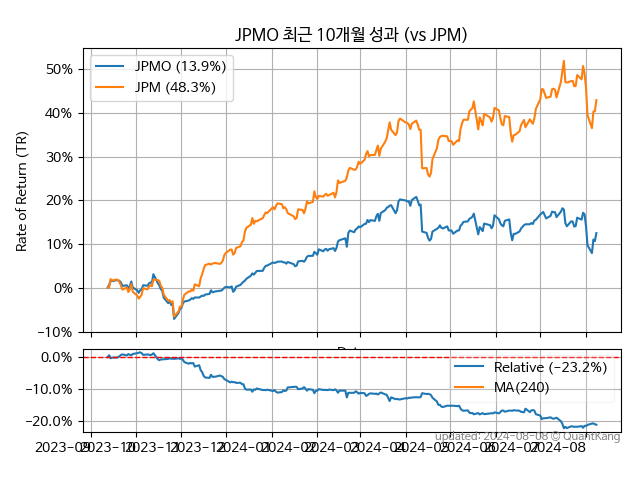 JPMO 최근 10개월 성과 (vs JPM)
JPMO (13.9%)
JPM (48.3%)
Rate of Return (TR)
50%
40%
30%
20%
10%
0%
−10%
0.0%
−10.0%
−20.0%
Relative (−23.2%)
MA(240)
2023-09 2023-10 2023-11 2023-12 2024-01 2024-02 2024-03 2024-04 2024-05 2024-06 2024-07 2024-08
updated: 2024-08-08 © QuantKang